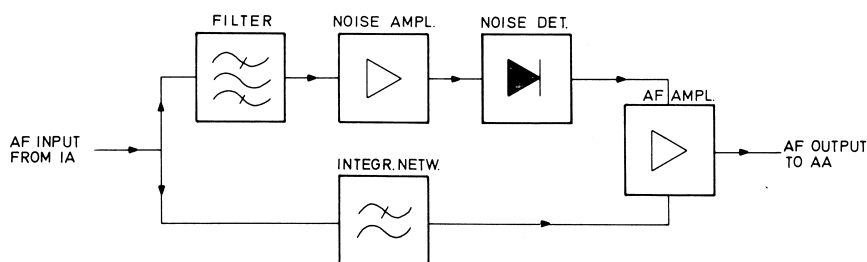 FILTER
NOISE AMPL.
NOISE DET.
AF AMPL.
AF INPUT
FROM IA
AF OUTPUT
TO AA
INTEGR.NETW.